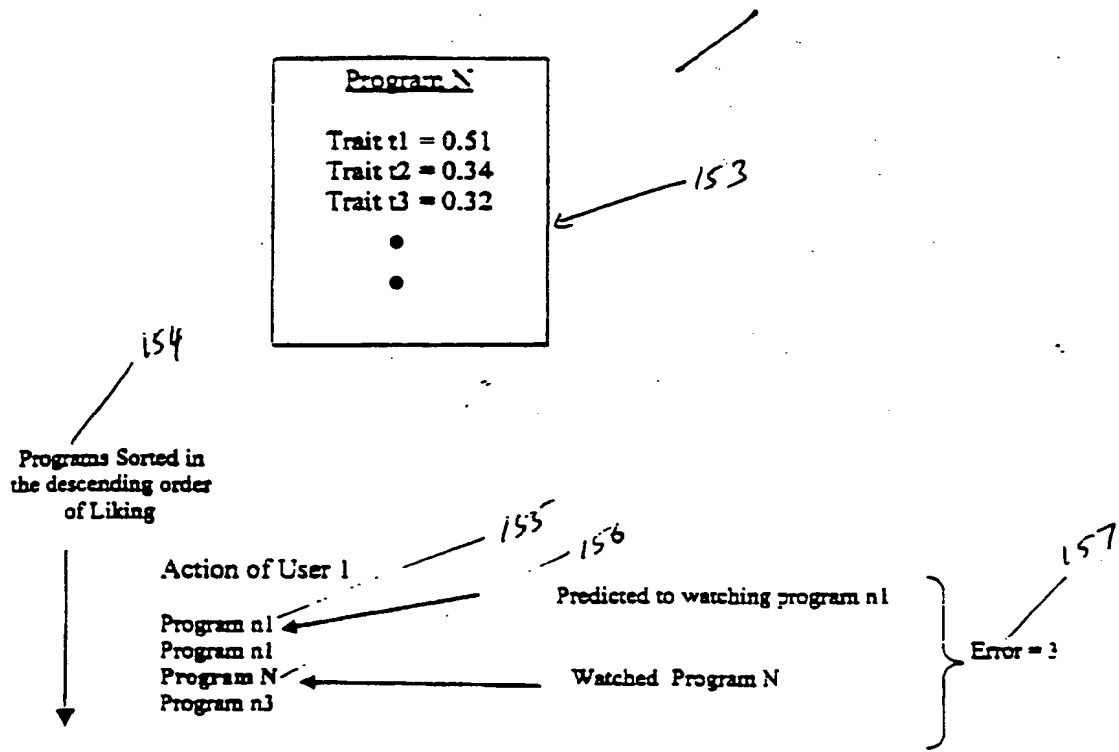 Program N
Trait t1 = 0.51
Trait t2 = 0.34
Trait t3 = 0.32
153
154
Programs Sorted in
the descending order
of Liking
155
156
157
Action of User 1
Predicted to watching program n1
Program n1
Program n1
Error = 3
Program N
Watched Program N
Program n3